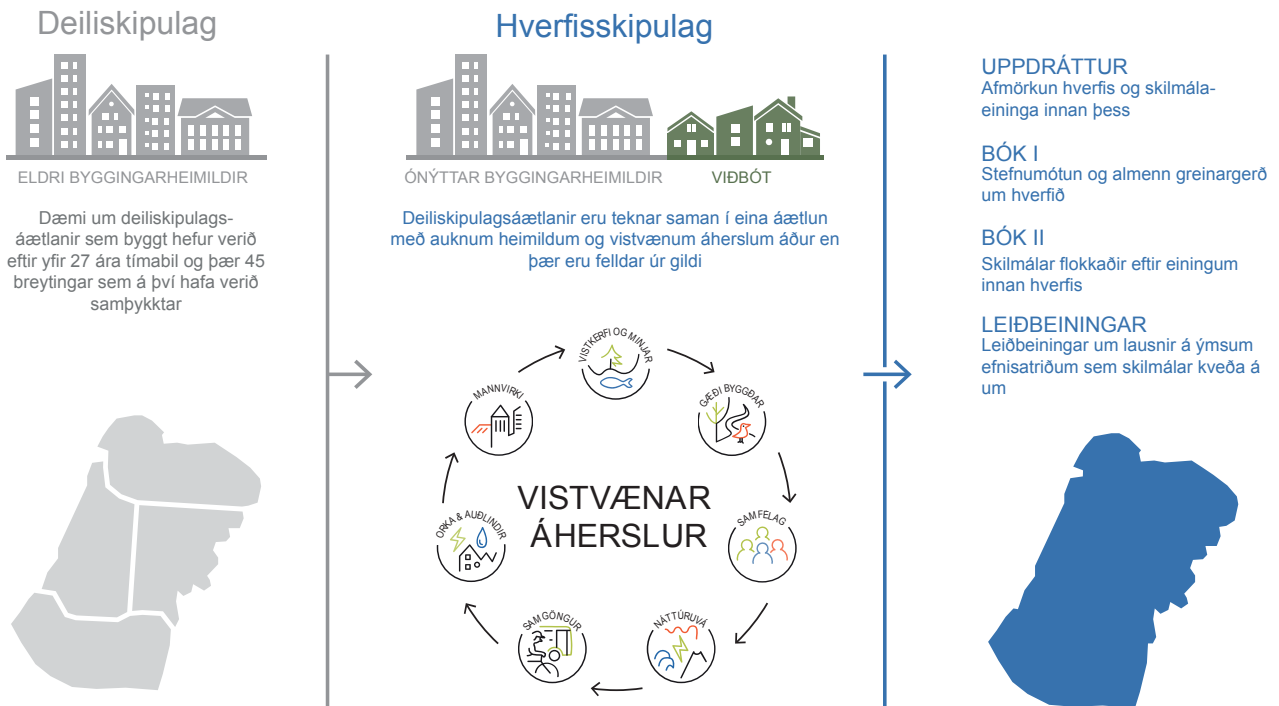 Deiliskipulag
ELDRI BYGGINGARHEIMILDIR
Dæmi um deiliskipulags-
áætlanir sem byggt hefur verið
eftir yfir 27 ára tímabil og þær 45
breytingar sem á því hafa verið
samþykktar
Hverfisskipulag
ÓNÝTTAR BYGGINGARHEIMILDIR
VIÐBÓT
Deiliskipulagsáætlanir eru teknar saman í eina áætlun
með auknum heimildum og vistvænum áherslum áður en
þær eru felldar úr gildi
VISTKERFI OG MINJAR
GÆÐI BYGGÐAR
SAMFELAG
NÁTTÚRUVÁ
SAMGÖNGUR
ORKA & AUÐLINDIR
MANNVIRKI
VISTVÆNAR
ÁHERSLUR
UPPDRÁTTUR
Afmörkun hverfis og skilmála-
eininga innan þess
BÓK I
Stefnumótun og almenn greinargerð
um hverfið
BÓK II
Skilmálar flokkaðir eftir einingum
innan hverfis
LEIÐBEININGAR
Leiðbeiningar um lausnir á ýmsum
efnisatriðum sem skilmálar kveða á
um